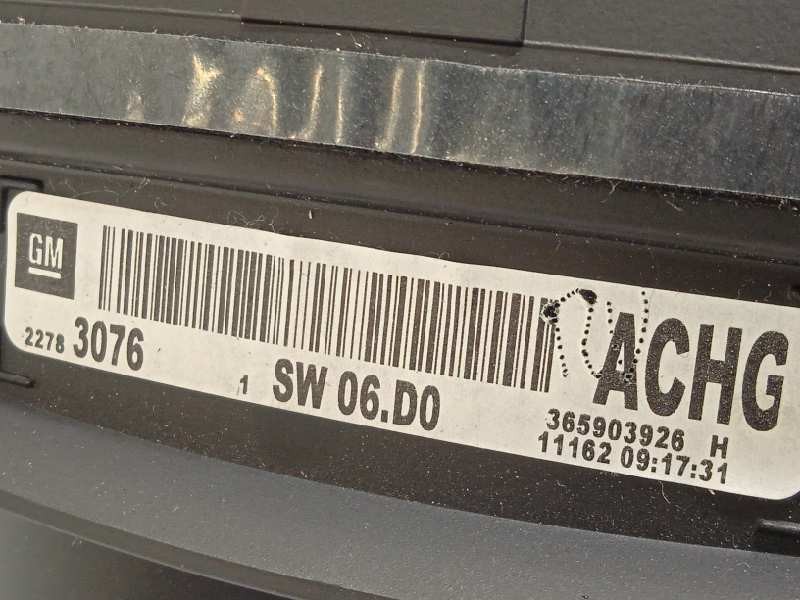 GM
2278 3076
1 SW 06.D0
ACHG
365903926 H
11162 09:17:31